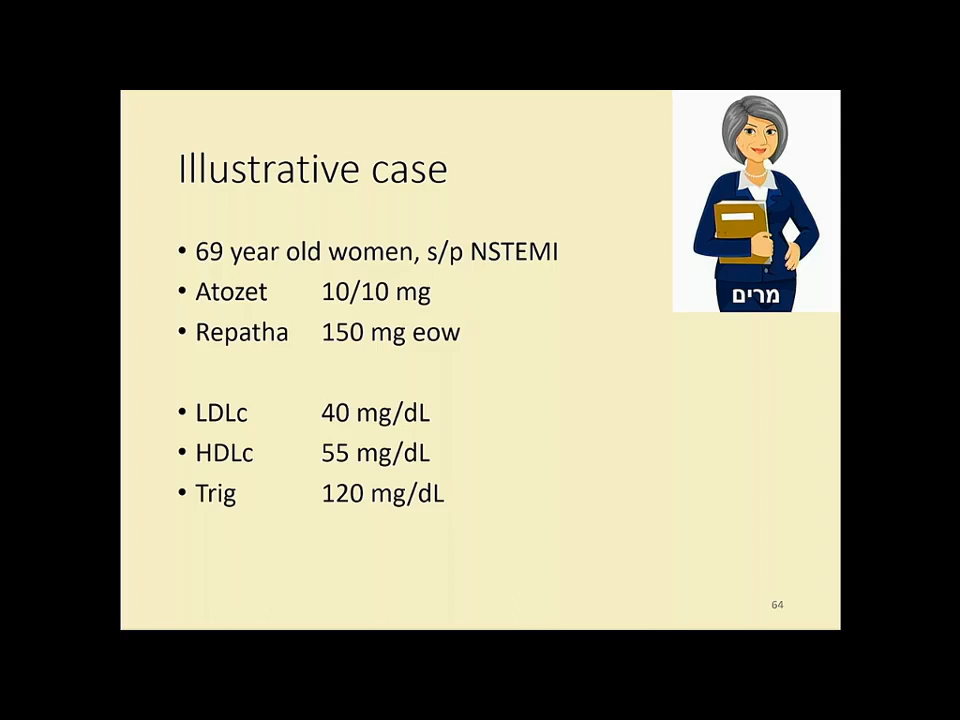 Illustrative case
• 69 year old women, s/p NSTEMI
• Atozet 10/10 mg
• Repatha 150 mg eow
• LDLc 40 mg/dL
• HDLc 55 mg/dL
• Trig 120 mg/dL
מרים
64